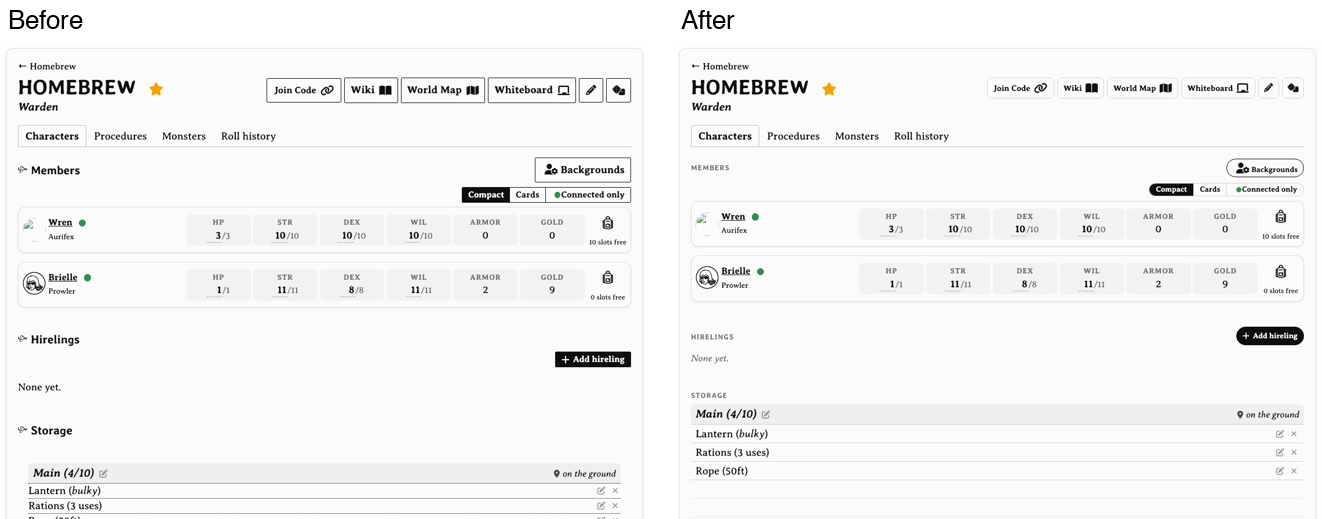 Before
← Homebrew
HOMEBREW
Warden
Join Code
Wiki
World Map
Whiteboard
Characters Procedures Monsters Roll history
Members
Backgrounds
Compact Cards Connected only
Wren
Aurifex
HP STR DEX WIL ARMOR GOLD
3/3 10/10 10/10 10/10 0 0
10 slots free
Brielle
Prowler
HP STR DEX WIL ARMOR GOLD
1/1 11/11 8/8 11/11 2 9
0 slots free
Hirelings
+ Add hireling
None yet.
Storage
Main (4/10)
on the ground
Lantern (bulky)
Rations (3 uses)
Rope (50ft)
After
← Homebrew
HOMEBREW
Warden
Join Code
Wiki
World Map
Whiteboard
Characters Procedures Monsters Roll history
MEMBERS
Backgrounds
Compact Cards Connected only
Wren
Aurifex
HP STR DEX WIL ARMOR GOLD
3/3 10/10 10/10 10/10 0 0
10 slots free
Brielle
Prowler
HP STR DEX WIL ARMOR GOLD
1/1 11/11 8/8 11/11 2 9
0 slots free
HIRELINGS
+ Add hireling
None yet.
STORAGE
Main (4/10)
on the ground
Lantern (bulky)
Rations (3 uses)
Rope (50ft)